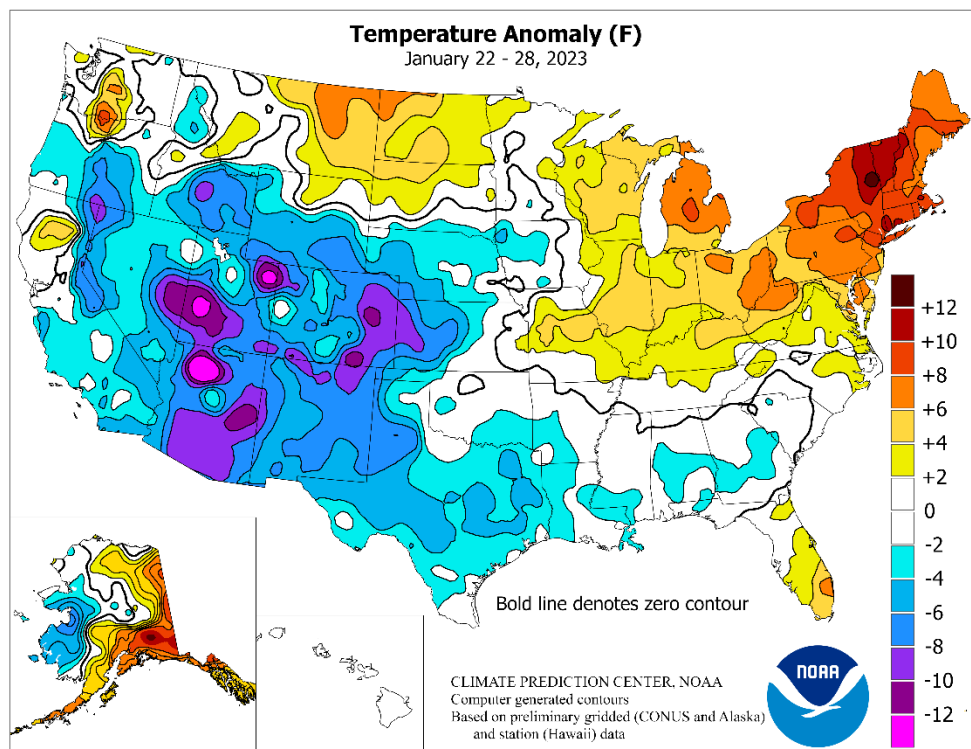 Temperature Anomaly (F)
January 22 - 28, 2023
+12
+10
+8
+6
+4
+2
0
-2
-4
-6
-8
-10
-12
Bold line denotes zero contour
CLIMATE PREDICTION CENTER, NOAA
Computer generated contours
Based on preliminary gridded (CONUS and Alaska)
and station (Hawaii) data
NOAA